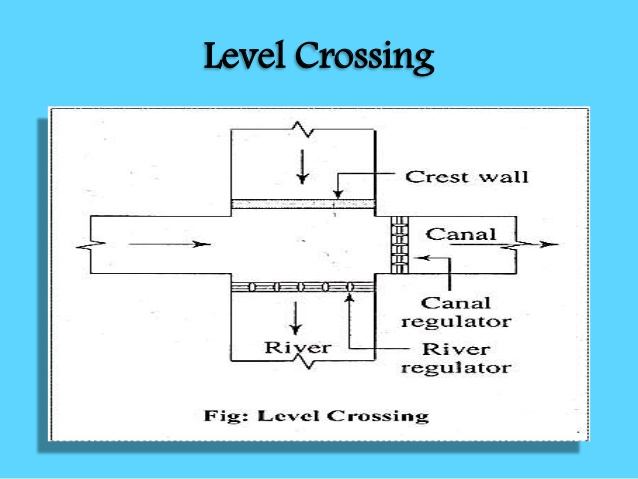 Level Crossing
Crest wall
Canal
Canal
regulator
River
River
regulator
Fig: Level Crossing